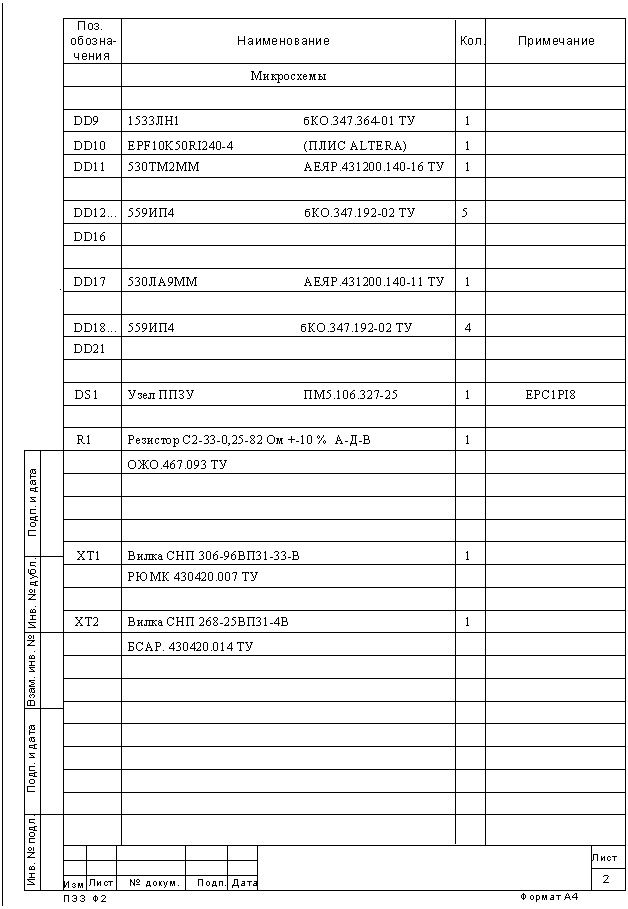 Поз. обозна- чения Наименование Кол. Примечание
Микросхемы
DD9 1533ЛН1 бКО.347.364-01 ТУ 1
DD10 EPF10K50RI240-4 (ПЛИС ALTERA) 1
DD11 530ТМ2ММ АЕЯР.431200.140-16 ТУ 1
DD12... 559ИП4 бКО.347.192-02 ТУ 5
DD16
DD17 530ЛА9ММ АЕЯР.431200.140-11 ТУ 1
DD18... 559ИП4 бКО.347.192-02 ТУ 4
DD21
DS1 Узел ППЗУ ПМ5.106.327-25 1 EPC1PI8
R1 Резистор С2-33-0,25-82 Ом +-10 % А-Д-В 1
ОЖО.467.093 ТУ
XT1 Вилка СНП 306-96ВП31-33-В 1
РЮМК 430420.007 ТУ
XT2 Вилка СНП 268-25ВП31-4В 1
БСАР. 430420.014 ТУ
Подп. и дата
Инв. № дубл.
Взам. инв. №
Подп. и дата
Инв. № подл.
Изм Лист № докум. Подп. Дата
Лист
2
ПЭЗ Ф2 Формат А4